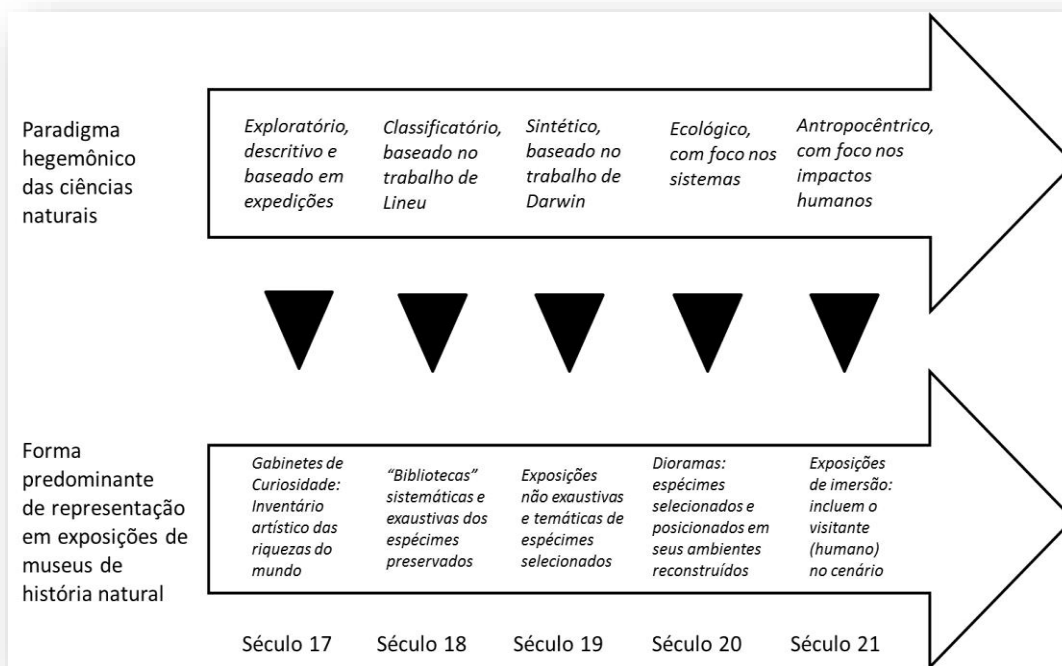 Paradigma
hegemônico
das ciências
naturais
Exploratório,
descritivo e
baseado em
expedições
Classificatório,
baseado no
trabalho de
Lineu
Sintético,
baseado no
trabalho de
Darwin
Ecológico,
com foco nos
sistemas
Antropocêntrico,
com foco nos
impactos
humanos
Forma
predominante
de representação
em exposições de
museus de
história natural
Gabinetes de
Curiosidade:
Inventário
artístico das
riquezas do
mundo
“Bibliotecas”
sistemáticas e
exaustivas dos
espécimes
preservados
Exposições
não exaustivas
e temáticas de
espécimes
selecionados
Dioramas:
espécimes
selecionados e
posicionados em
seus ambientes
reconstruídos
Exposições
de imersão:
incluem o
visitante
(humano)
no cenário
Século 17
Século 18
Século 19
Século 20
Século 21